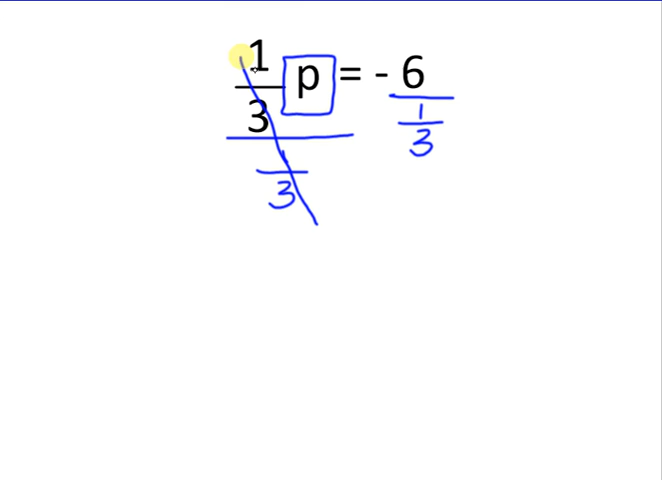 1/3 p = - 6
1/3 1/3